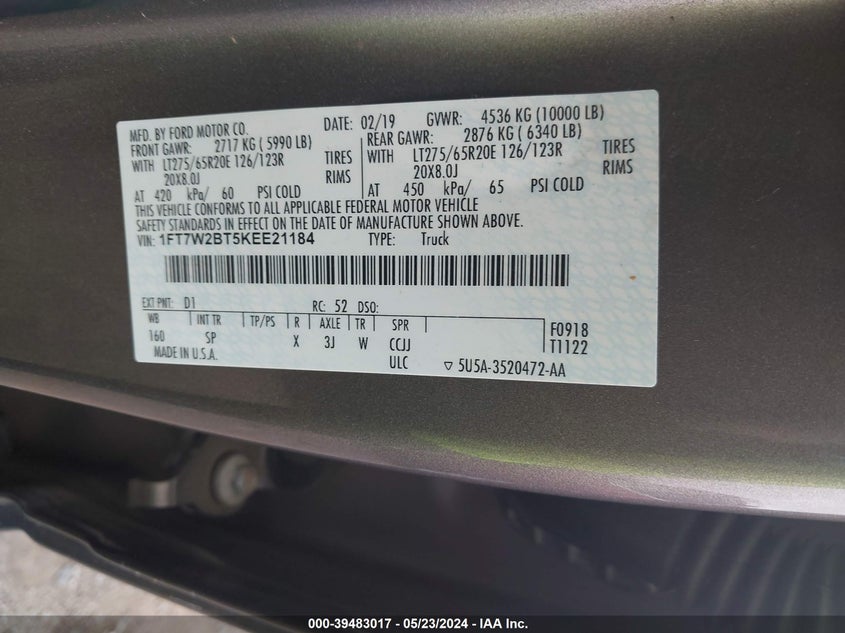 MFD. BY FORD MOTOR CO.
DATE: 02/19 GVWR: 4536 KG (10000 LB)
FRONT GAWR: 2717 KG ( 5990 LB) REAR GAWR: 2876 KG ( 6340 LB)
WITH LT275/65R20E 126/123R TIRES WITH LT275/65R20E 126/123R TIRES
20X8.0J RIMS 20X8.0J RIMS
AT 420 kPa/ 60 PSI COLD AT 450 kPa/ 65 PSI COLD
THIS VEHICLE CONFORMS TO ALL APPLICABLE FEDERAL MOTOR VEHICLE
SAFETY STANDARDS IN EFFECT ON THE DATE OF MANUFACTURE SHOWN ABOVE.
VIN: 1FT7W2BT5KEE21184 TYPE: Truck
EXT PNT: D1 RC: 52 DSO:
WB INT TR TP/PS R AXLE TR SPR F0918
160 SP X 3J W CCJJ T1122
MADE IN U.S.A. ULC ▽ 5U5A-3520472-AA
000-39483017 - 05/23/2024 - IAAI.COM